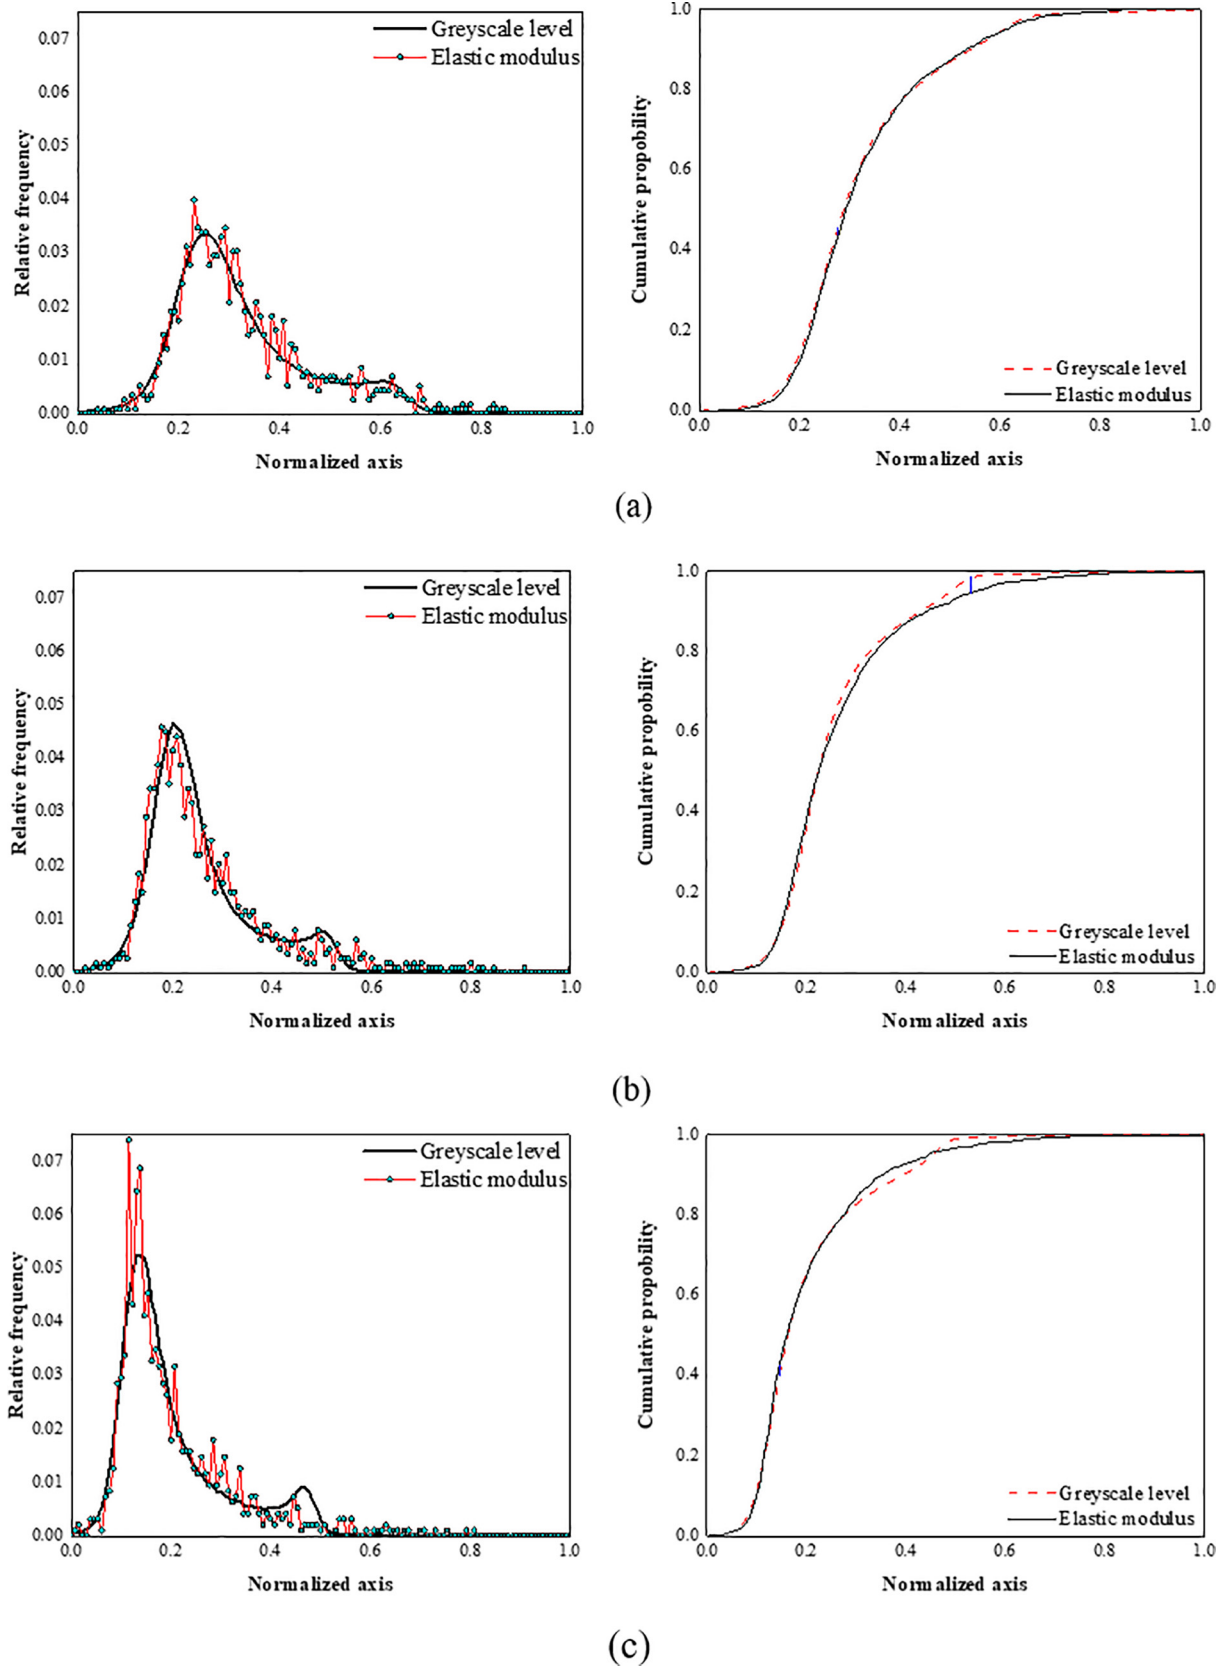 Greyscale level
Elastic modulus
0.07
0.06
0.05
0.04
0.03
0.02
0.01
0.00
0.0 0.2 0.4 0.6 0.8 1.0
Relative frequency
Normalized axis
1.0
0.8
0.6
0.4
0.2
0.0
Greyscale level
Elastic modulus
0.0 0.2 0.4 0.6 0.8 1.0
Cumulative propobility
Normalized axis
(a)
Greyscale level
Elastic modulus
0.07
0.06
0.05
0.04
0.03
0.02
0.01
0.00
0.0 0.2 0.4 0.6 0.8 1.0
Relative frequency
Normalized axis
1.0
0.8
0.6
0.4
0.2
0.0
Greyscale level
Elastic modulus
0.0 0.2 0.4 0.6 0.8 1.0
Cumulative propobility
Normalized axis
(b)
Greyscale level
Elastic modulus
0.07
0.06
0.05
0.04
0.03
0.02
0.01
0.00
0.0 0.2 0.4 0.6 0.8 1.0
Relative frequency
Normalized axis
1.0
0.8
0.6
0.4
0.2
0.0
Greyscale level
Elastic modulus
0.0 0.2 0.4 0.6 0.8 1.0
Cumulative propobility
Normalized axis
(c)